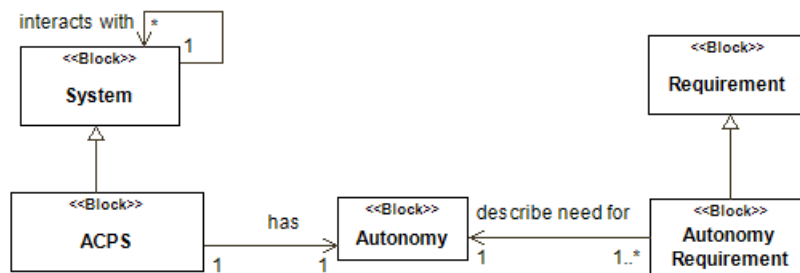 interacts with
*
1
<<Block>>
System
<<Block>>
Requirement
<<Block>>
ACPS
has
1
1
<<Block>>
Autonomy
describe need for
1
1..*
<<Block>>
Autonomy
Requirement